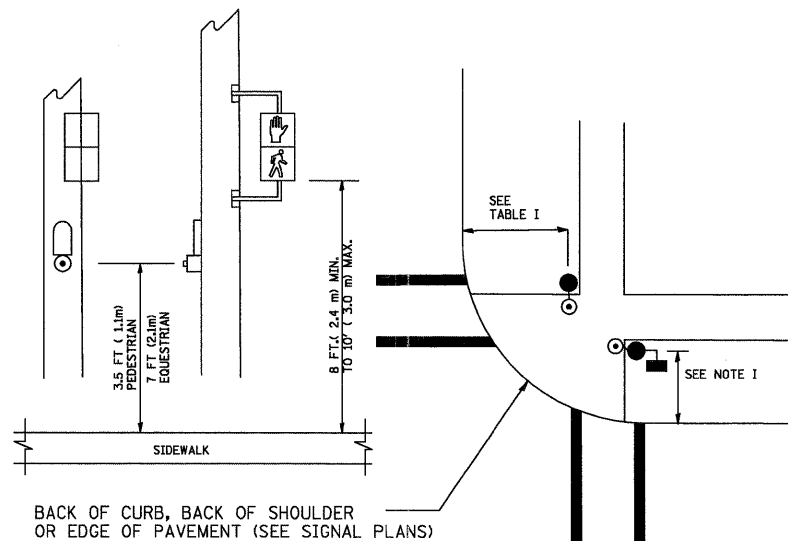 3.5 FT ( 1.1m)
PEDESTRIAN
7 FT (2.1m)
EQUESTRIAN
8 FT.( 2.4 m) MIN.
TO 10' ( 3.0 m) MAX.
SIDEWALK
SEE
TABLE I
SEE NOTE I
BACK OF CURB, BACK OF SHOULDER
OR EDGE OF PAVEMENT (SEE SIGNAL PLANS)